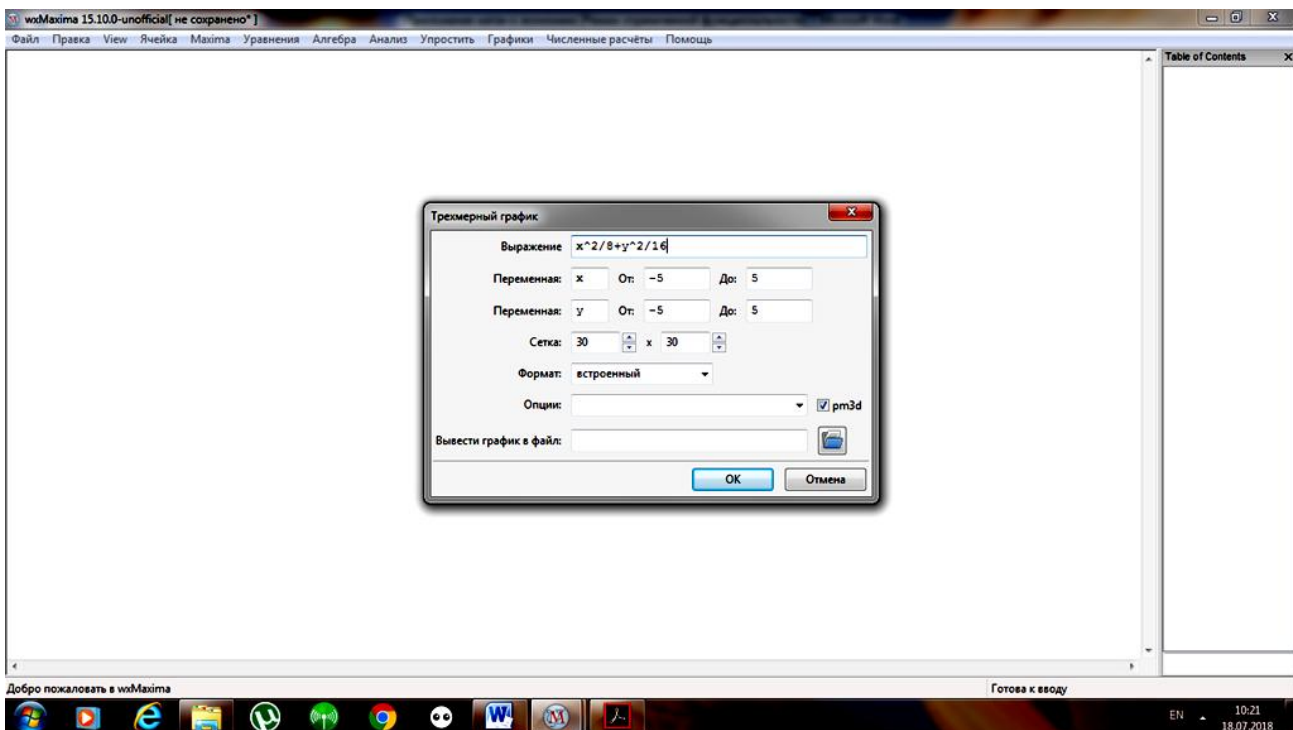 wxMaxima 15.10.0-unofficial[ не сохранено* ]
Файл Правка View Ячейка Maxima Уравнения Алгебра Анализ Упростить Графики Численные расчёты Помощь
Table of Contents
Трехмерный график
Выражение x^2/8+y^2/16
Переменная: x От: -5 До: 5
Переменная: y От: -5 До: 5
Сетка: 30 x 30
Формат: встроенный
Опции: pm3d
Вывести график в файл:
OK Отмена
Добро пожаловать в wxMaxima Готова к вводу
EN 10:21
18.07.2018